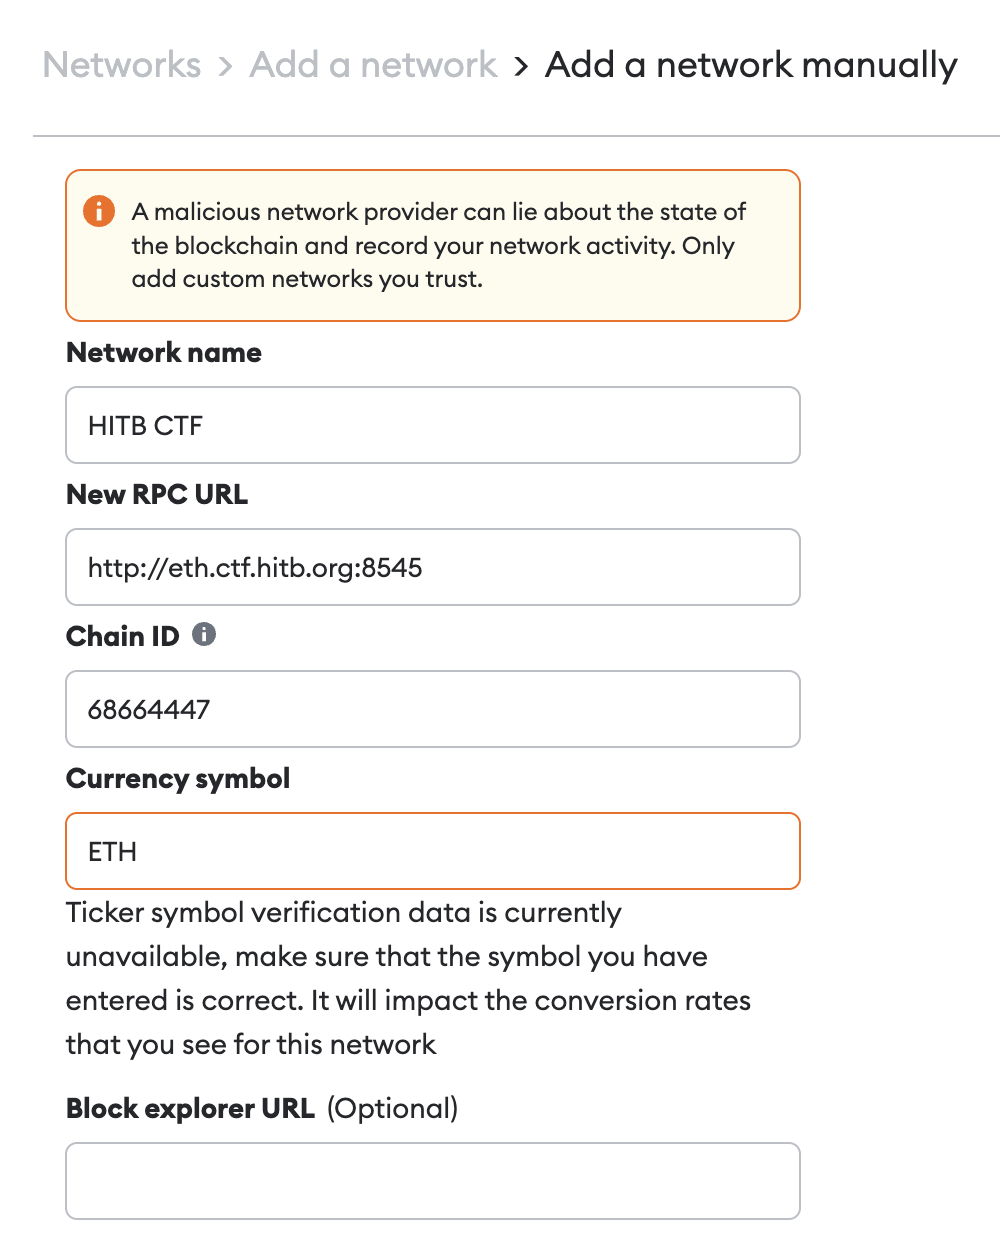 Networks > Add a network > Add a network manually
A malicious network provider can lie about the state of
the blockchain and record your network activity. Only
add custom networks you trust.
Network name
HITB CTF
New RPC URL
http://eth.ctf.hitb.org:8545
Chain ID
68664447
Currency symbol
ETH
Ticker symbol verification data is currently
unavailable, make sure that the symbol you have
entered is correct. It will impact the conversion rates
that you see for this network
Block explorer URL (Optional)